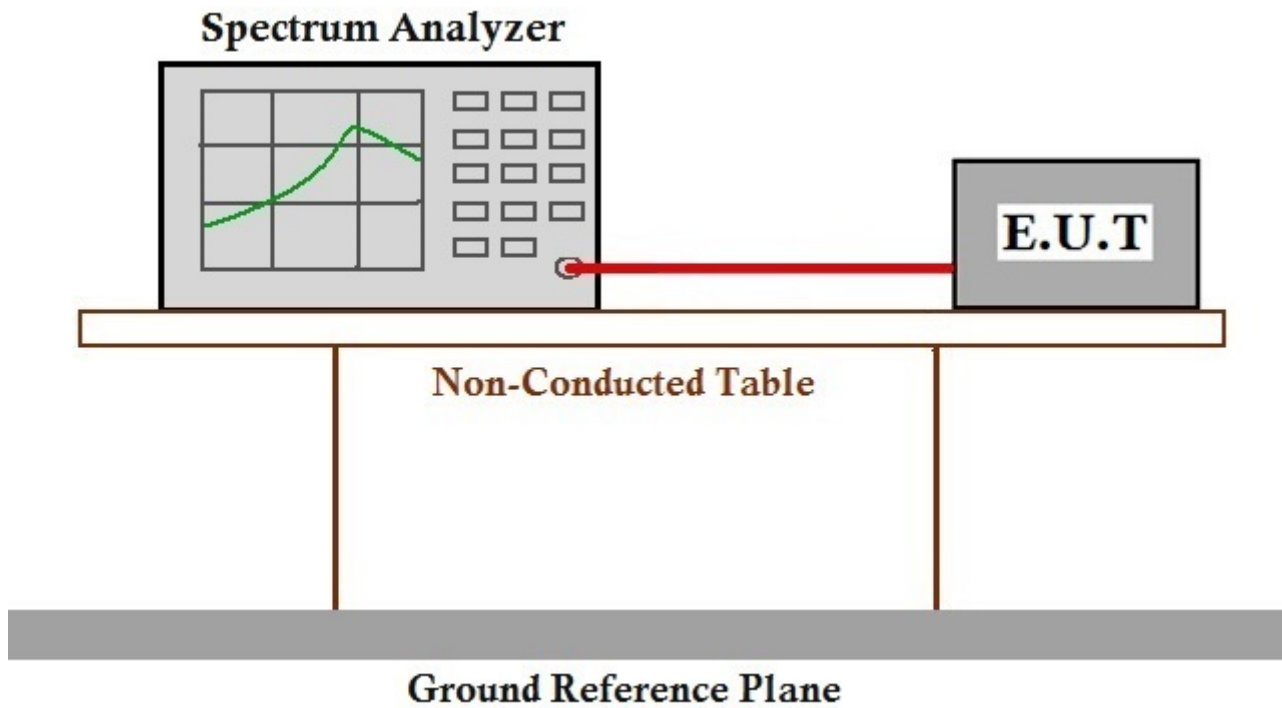 Spectrum Analyzer
E.U.T
Non-Conducted Table
Ground Reference Plane